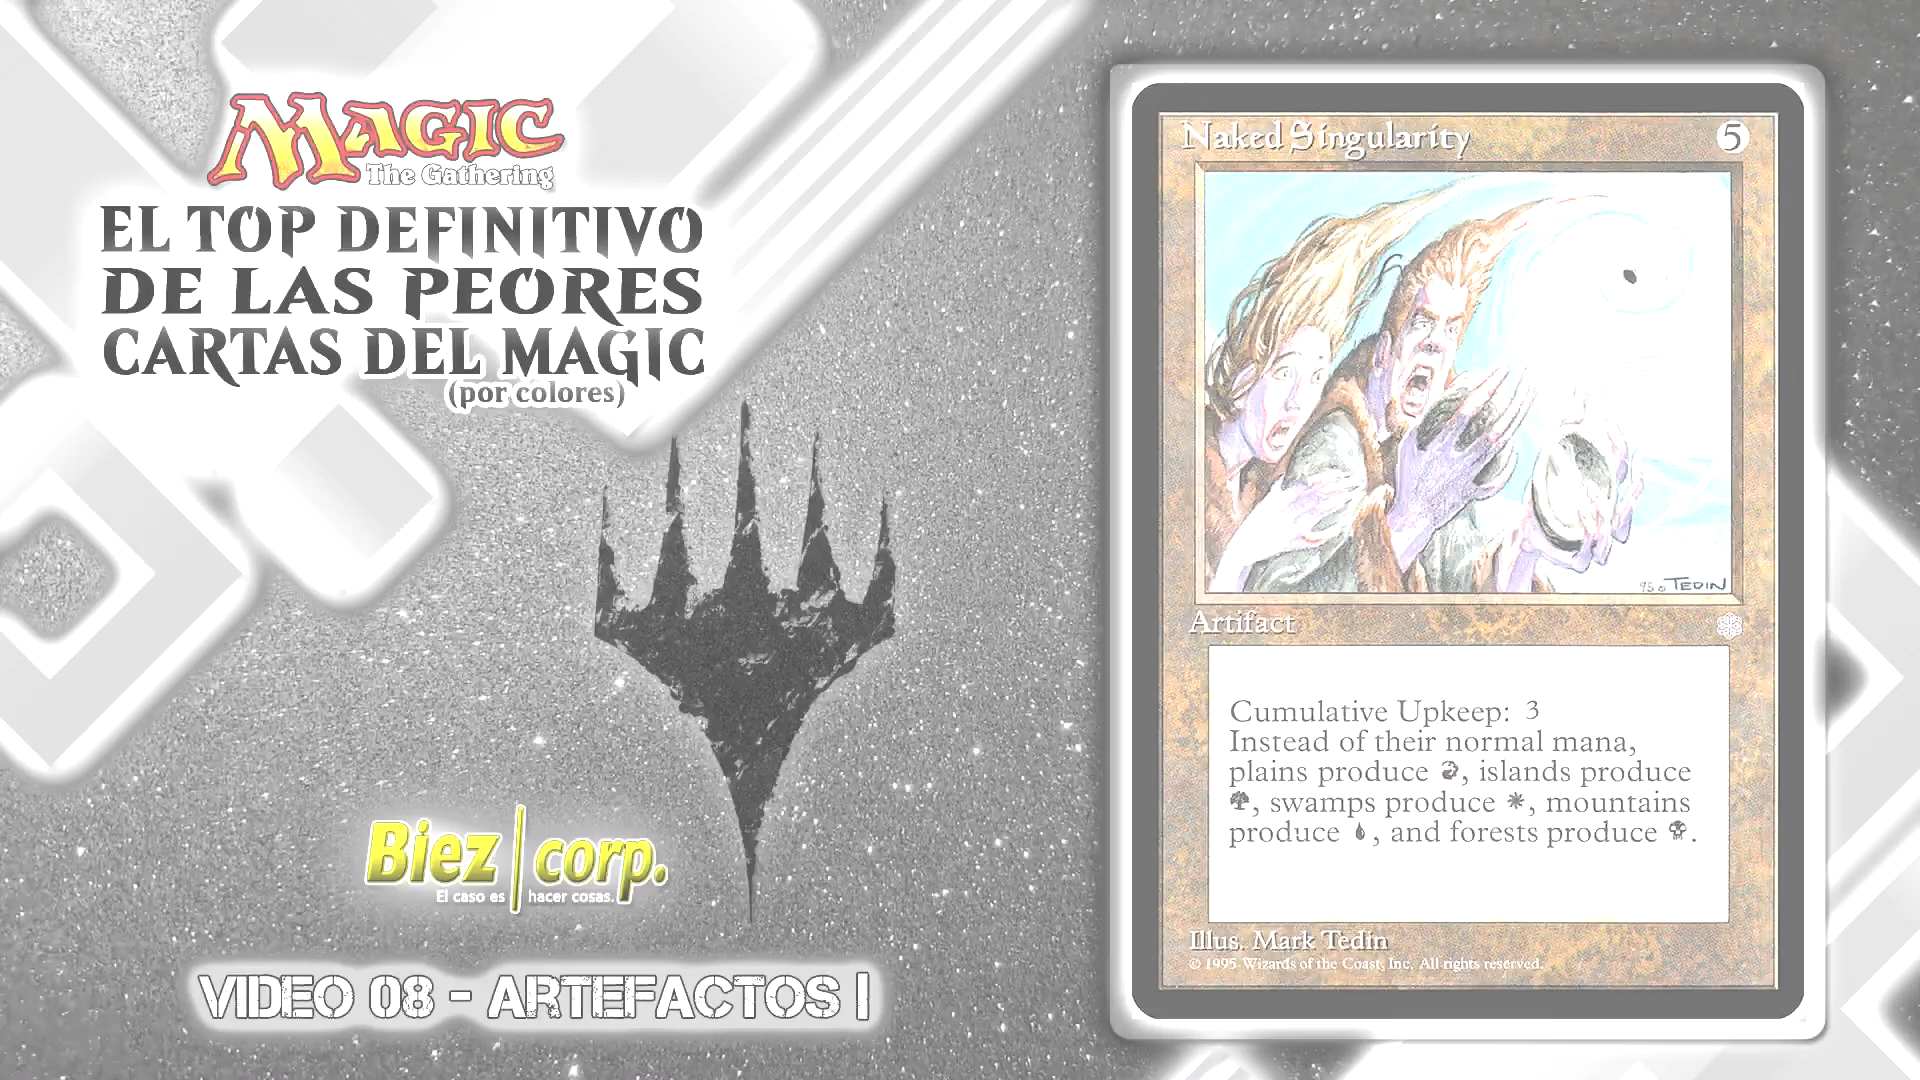 MAGIC
The Gathering
EL TOP DEFINITIVO
DE LAS PEORES
CARTAS DEL MAGIC
(por colores)
Biez corp.
El caso es hacer cosas.
VIDEO 08 - ARTEFACTOS I
Naked Singularity 5
95 © TEDIN
Artifact
Cumulative Upkeep: 3
Instead of their normal mana,
plains produce , islands produce
, swamps produce , mountains
produce , and forests produce .
Illus. Mark Tedin
© 1995 Wizards of the Coast, Inc. All rights reserved.